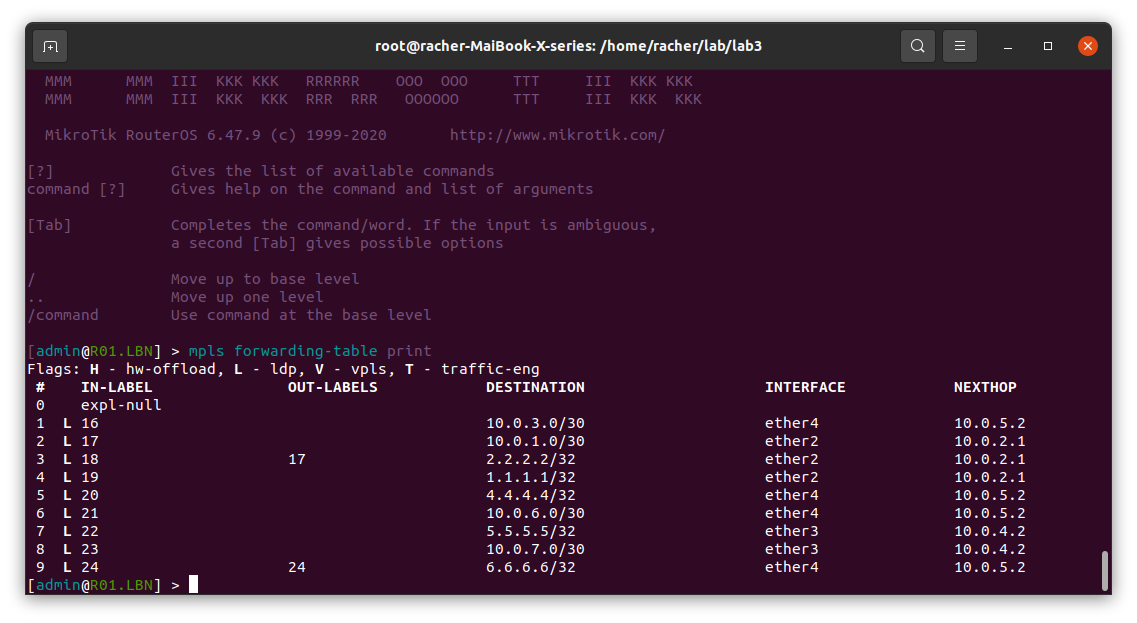 root@racher-MaiBook-X-series: /home/racher/lab/lab3
MMM MMM III KKK KKK RRRRRR OOO OOO TTT III KKK KKK
MMM MMM III KKK KKK RRR RRR OOOOOO TTT III KKK KKK
MikroTik RouterOS 6.47.9 (c) 1999-2020 http://www.mikrotik.com/
[?] Gives the list of available commands
command [?] Gives help on the command and list of arguments
[Tab] Completes the command/word. If the input is ambiguous,
a second [Tab] gives possible options
/ Move up to base level
.. Move up one level
/command Use command at the base level
[admin@R01.LBN] > mpls forwarding-table print
Flags: H - hw-offload, L - ldp, V - vpls, T - traffic-eng
# IN-LABEL OUT-LABELS DESTINATION INTERFACE NEXTHOP
0 expl-null
1 L 16 10.0.3.0/30 ether4 10.0.5.2
2 L 17 10.0.1.0/30 ether2 10.0.2.1
3 L 18 17 2.2.2.2/32 ether2 10.0.2.1
4 L 19 1.1.1.1/32 ether2 10.0.2.1
5 L 20 4.4.4.4/32 ether4 10.0.5.2
6 L 21 10.0.6.0/30 ether4 10.0.5.2
7 L 22 5.5.5.5/32 ether3 10.0.4.2
8 L 23 10.0.7.0/30 ether3 10.0.4.2
9 L 24 24 6.6.6.6/32 ether4 10.0.5.2
[admin@R01.LBN] >